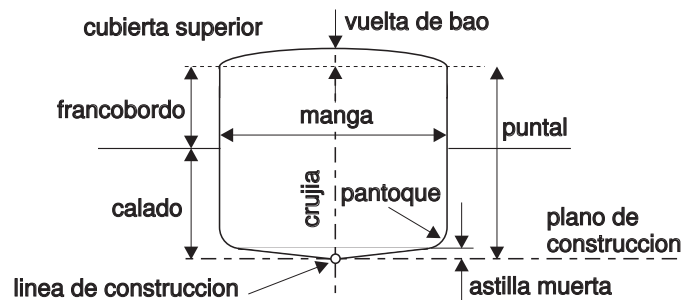 cubierta superior
vuelta de bao
francobordo
manga
puntal
crujia
pantoque
calado
plano de
construccion
linea de construccion
astilla muerta